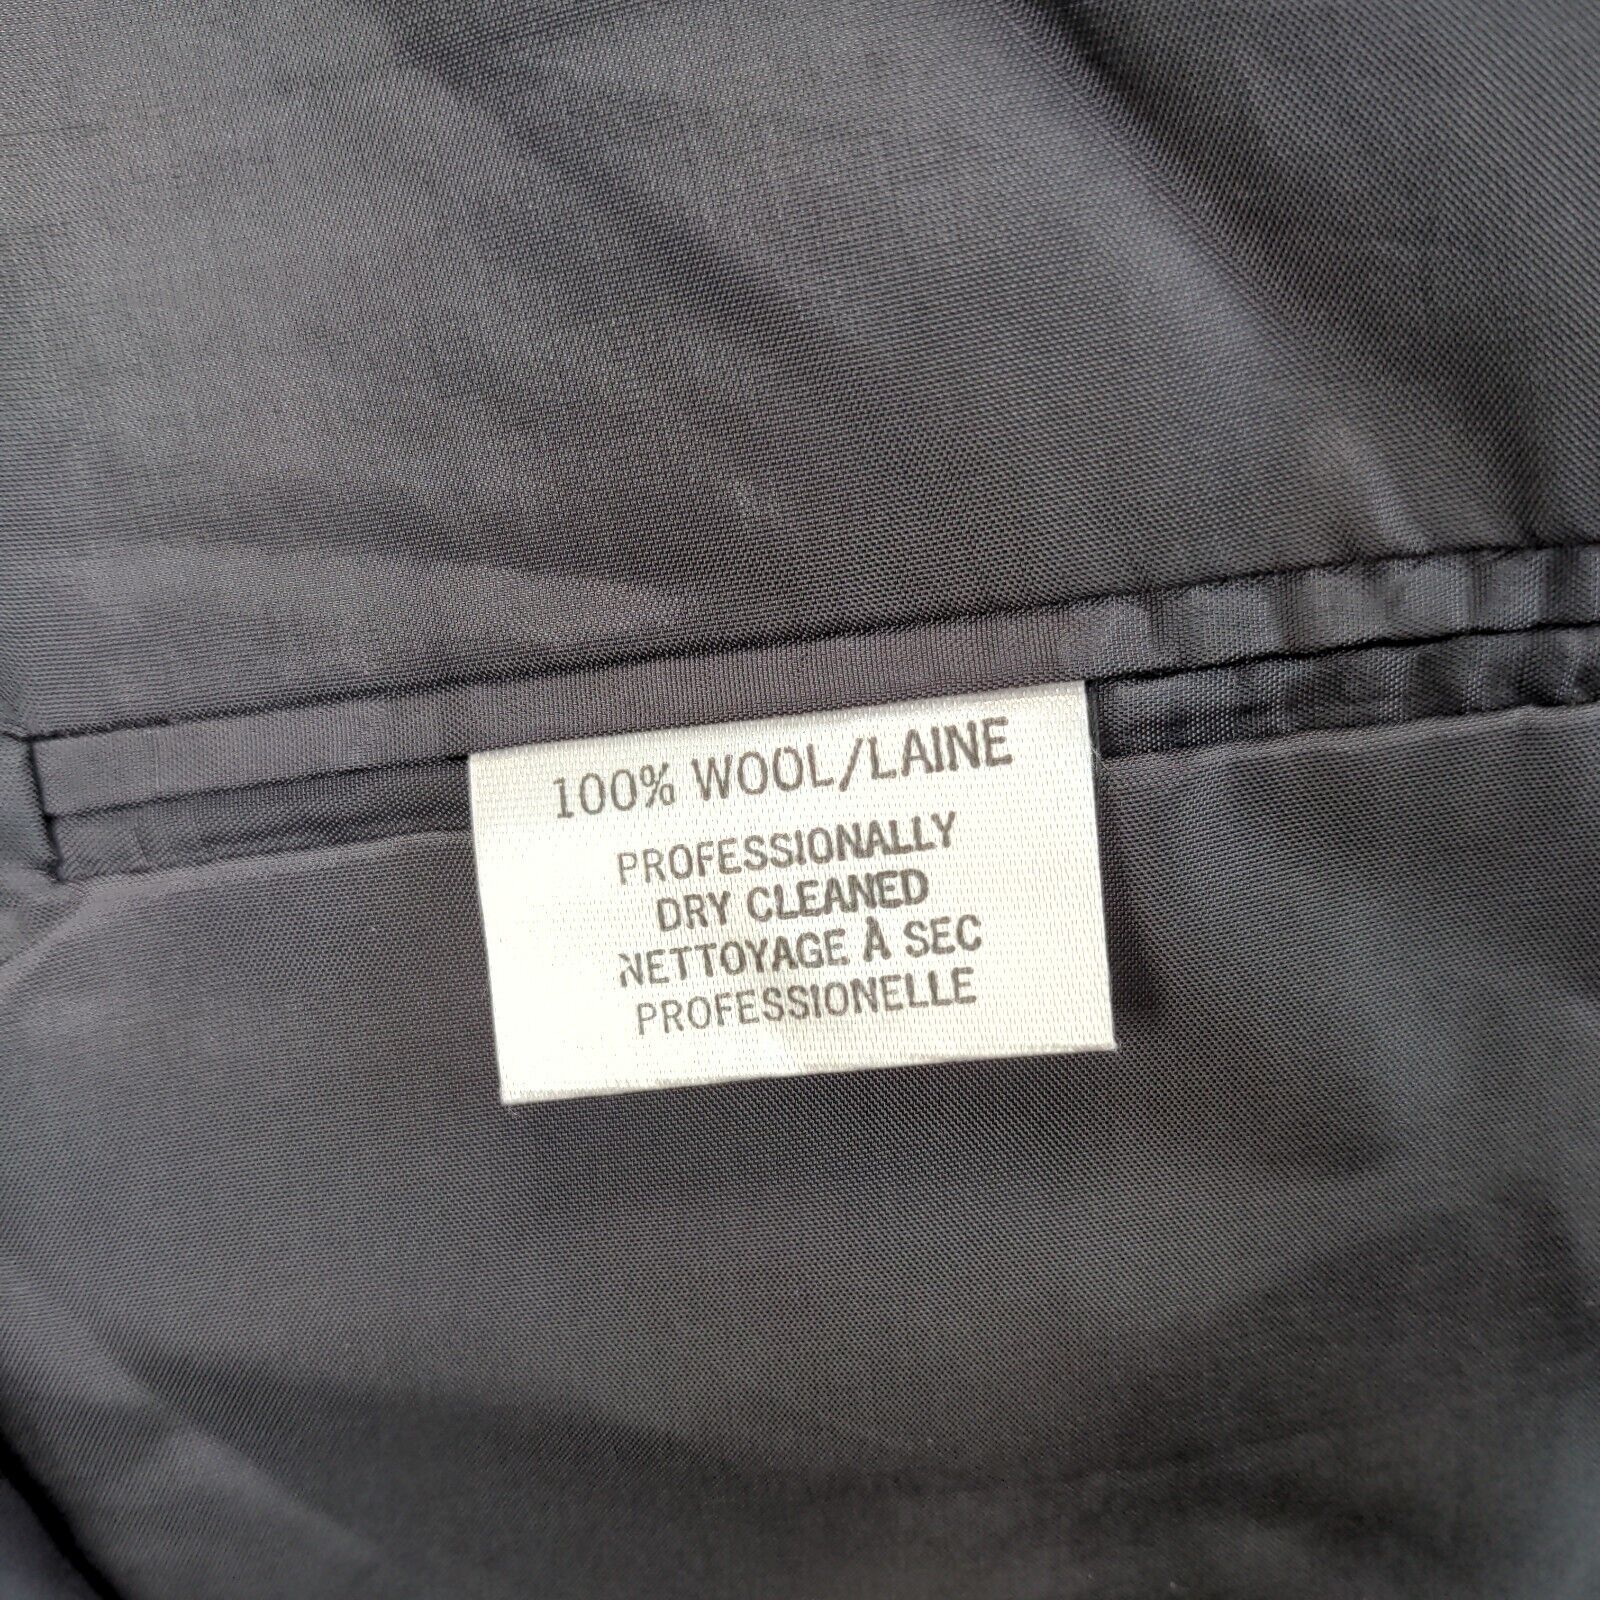 100% WOOL/LAINE
PROFESSIONALLY
DRY CLEANED
NETTOYAGE À SEC
PROFESSIONELLE